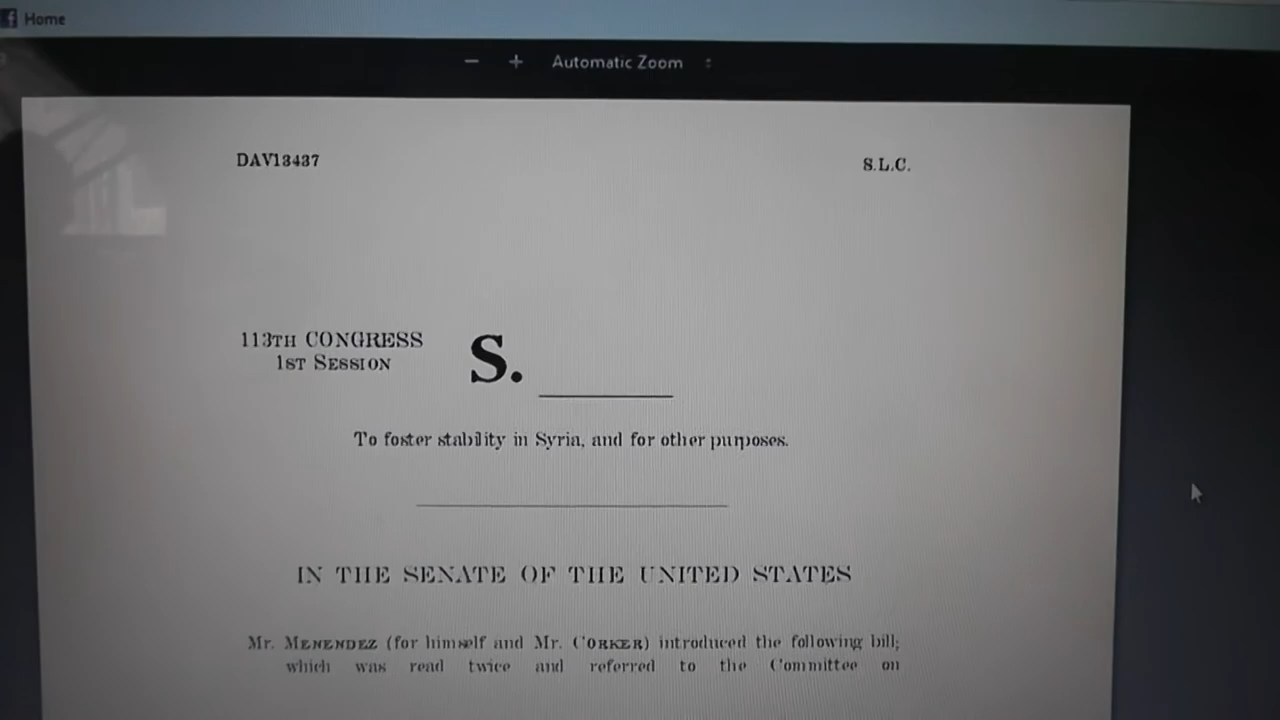 Home
Automatic Zoom
DAV13437 S.L.C.
113TH CONGRESS
1ST SESSION
S.
To foster stability in Syria, and for other purposes.
IN THE SENATE OF THE UNITED STATES
Mr. MENENDEZ (for himself and Mr. CORKER) introduced the following bill;
which was read twice and referred to the Committee on